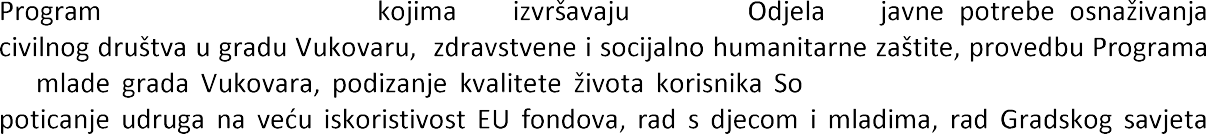 Program kojima izvršavaju Odjela javne potrebe osnaživanja
civilnog društva u gradu Vukovaru, zdravstvene i socijalno humanitarne zaštite, provedbu Programa
mlade grada Vukovara, podizanje kvalitete života korisnika So
poticanje udruga na veću iskoristivost EU fondova, rad s djecom i mladima, rad Gradskog savjeta